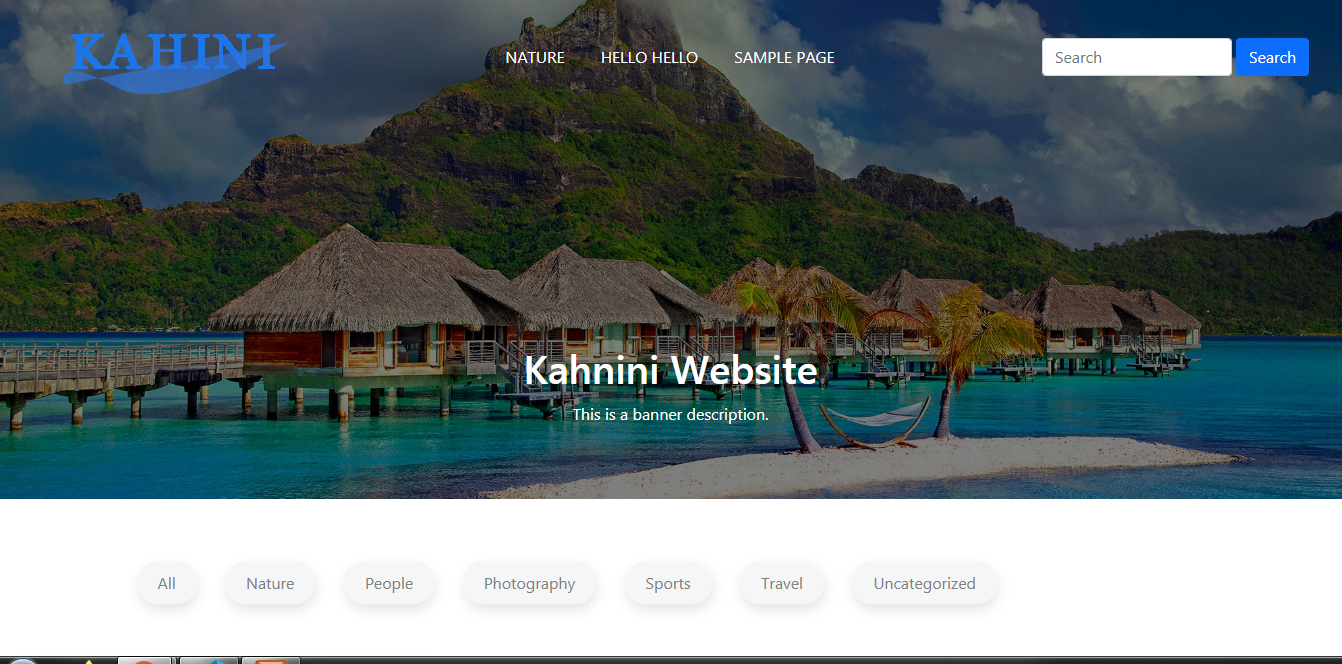 KAHINI
NATURE HELLO HELLO SAMPLE PAGE
Search Search
Kahnini Website
This is a banner description.
All Nature People Photography Sports Travel Uncategorized